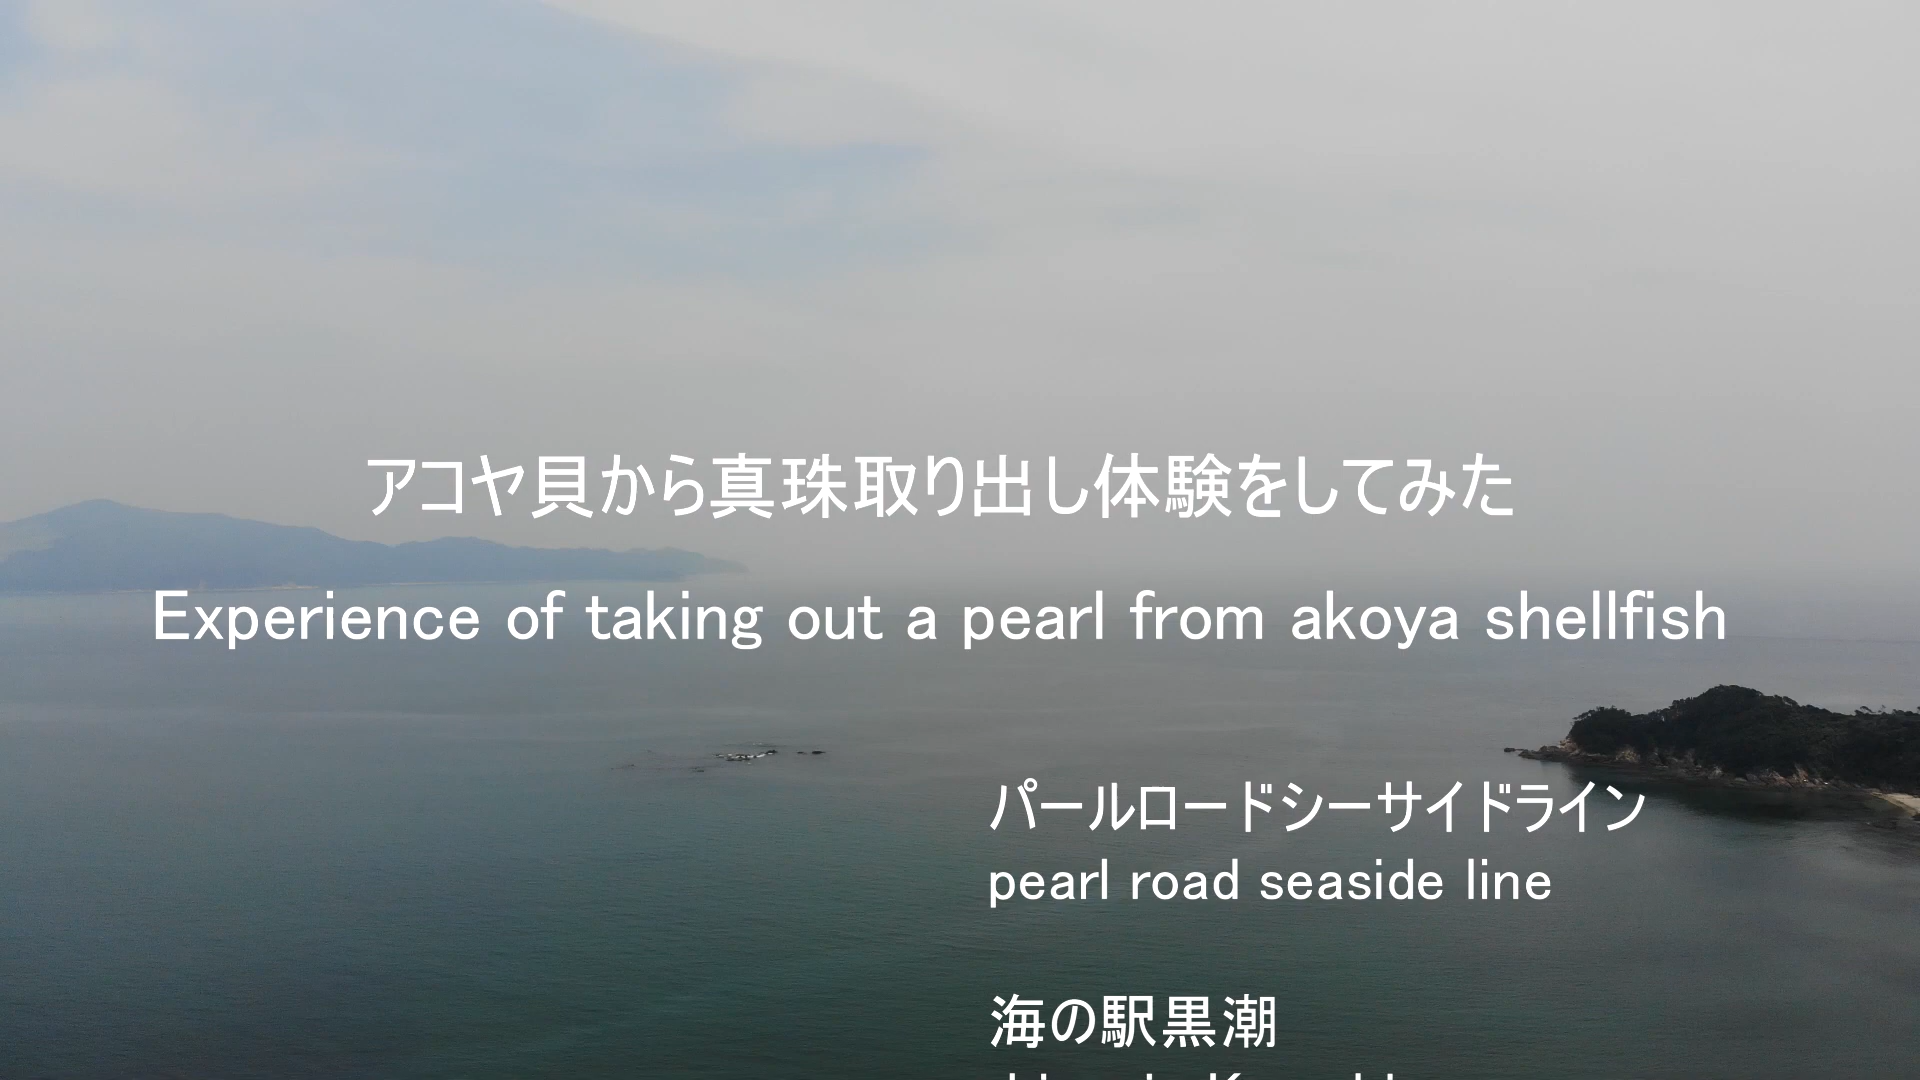 アコヤ貝から真珠取り出し体験をしてみた
Experience of taking out a pearl from akoya shellfish
パールロードシーサイドライン
pearl road seaside line
海の駅黒潮